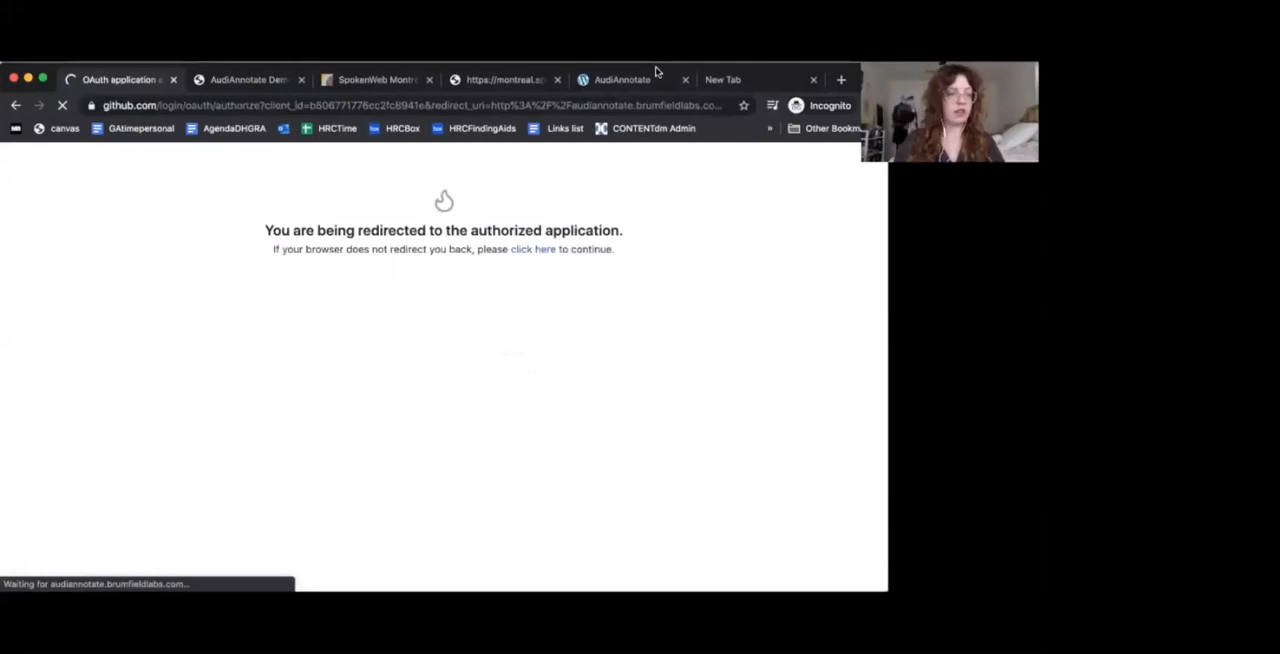 OAuth application a
AudiAnnotate Dem
SpokenWeb Montre
https://montreal.sp
AudiAnnotate
New Tab
github.com/login/oauth/authorize?client_id=b506771776cc2fc8941e&redirect_uri=http%3A%2F%2Faudiannotate.brumfieldlabs.co...
Incognito
canvas GAtimepersonal AgendaDHGRA HRCTime HRCBox HRCFindingAids Links list CONTENTdm Admin » Other Bookm
You are being redirected to the authorized application.
If your browser does not redirect you back, please click here to continue.
Waiting for audiannotate.brumfieldlabs.com...